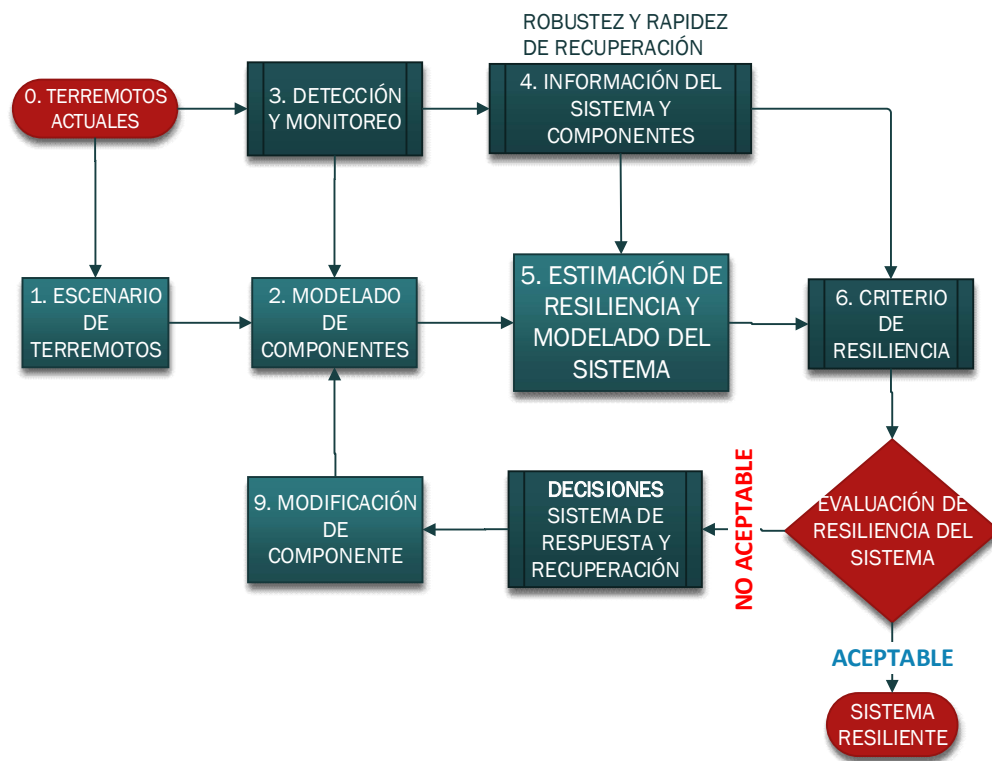 ROBUSTEZ Y RAPIDEZ
DE RECUPERACIÓN
0. TERREMOTOS
ACTUALES
3. DETECCIÓN
Y MONITOREO
4. INFORMACIÓN DEL
SISTEMA Y
COMPONENTES
1. ESCENARIO
DE
TERREMOTOS
2. MODELADO
DE
COMPONENTES
5. ESTIMACIÓN DE
RESILIENCIA Y
MODELADO DEL
SISTEMA
6. CRITERIO
DE
RESILIENCIA
9. MODIFICACIÓN
DE
COMPONENTE
DECISIONES
SISTEMA DE
RESPUESTA Y
RECUPERACIÓN
NO ACEPTABLE
EVALUACIÓN DE
RESILIENCIA DEL
SISTEMA
ACEPTABLE
SISTEMA
RESILIENTE